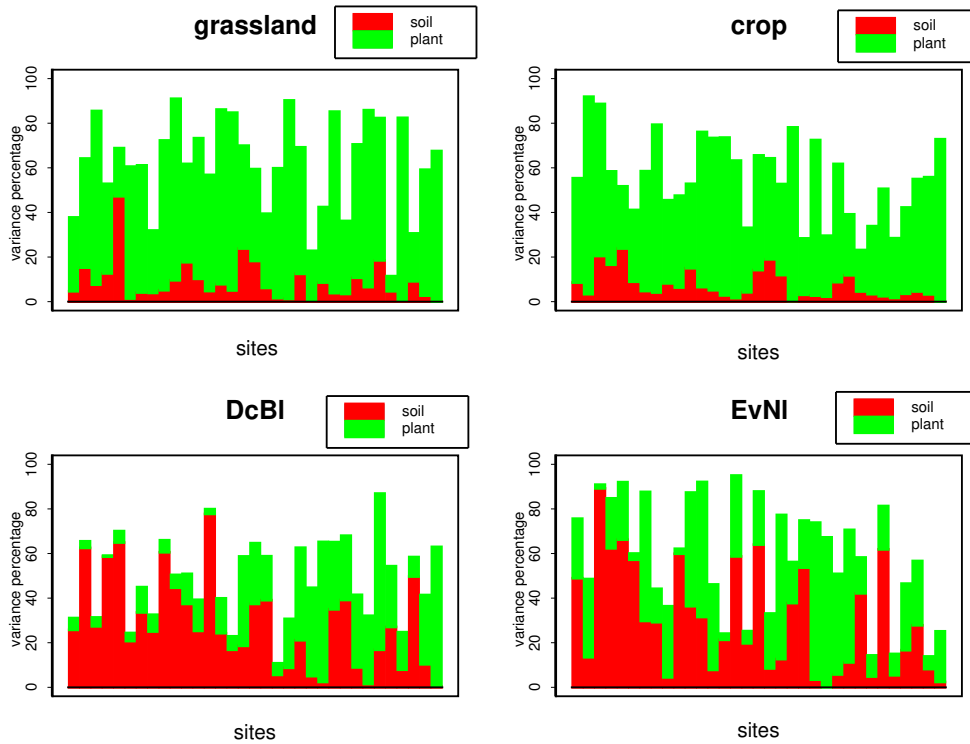 grassland
soil
plant
variance percentage
0 20 40 60 80 100
sites
crop
soil
plant
variance percentage
0 20 40 60 80 100
sites
DcBl
soil
plant
variance percentage
0 20 40 60 80 100
sites
EvNl
soil
plant
variance percentage
0 20 40 60 80 100
sites